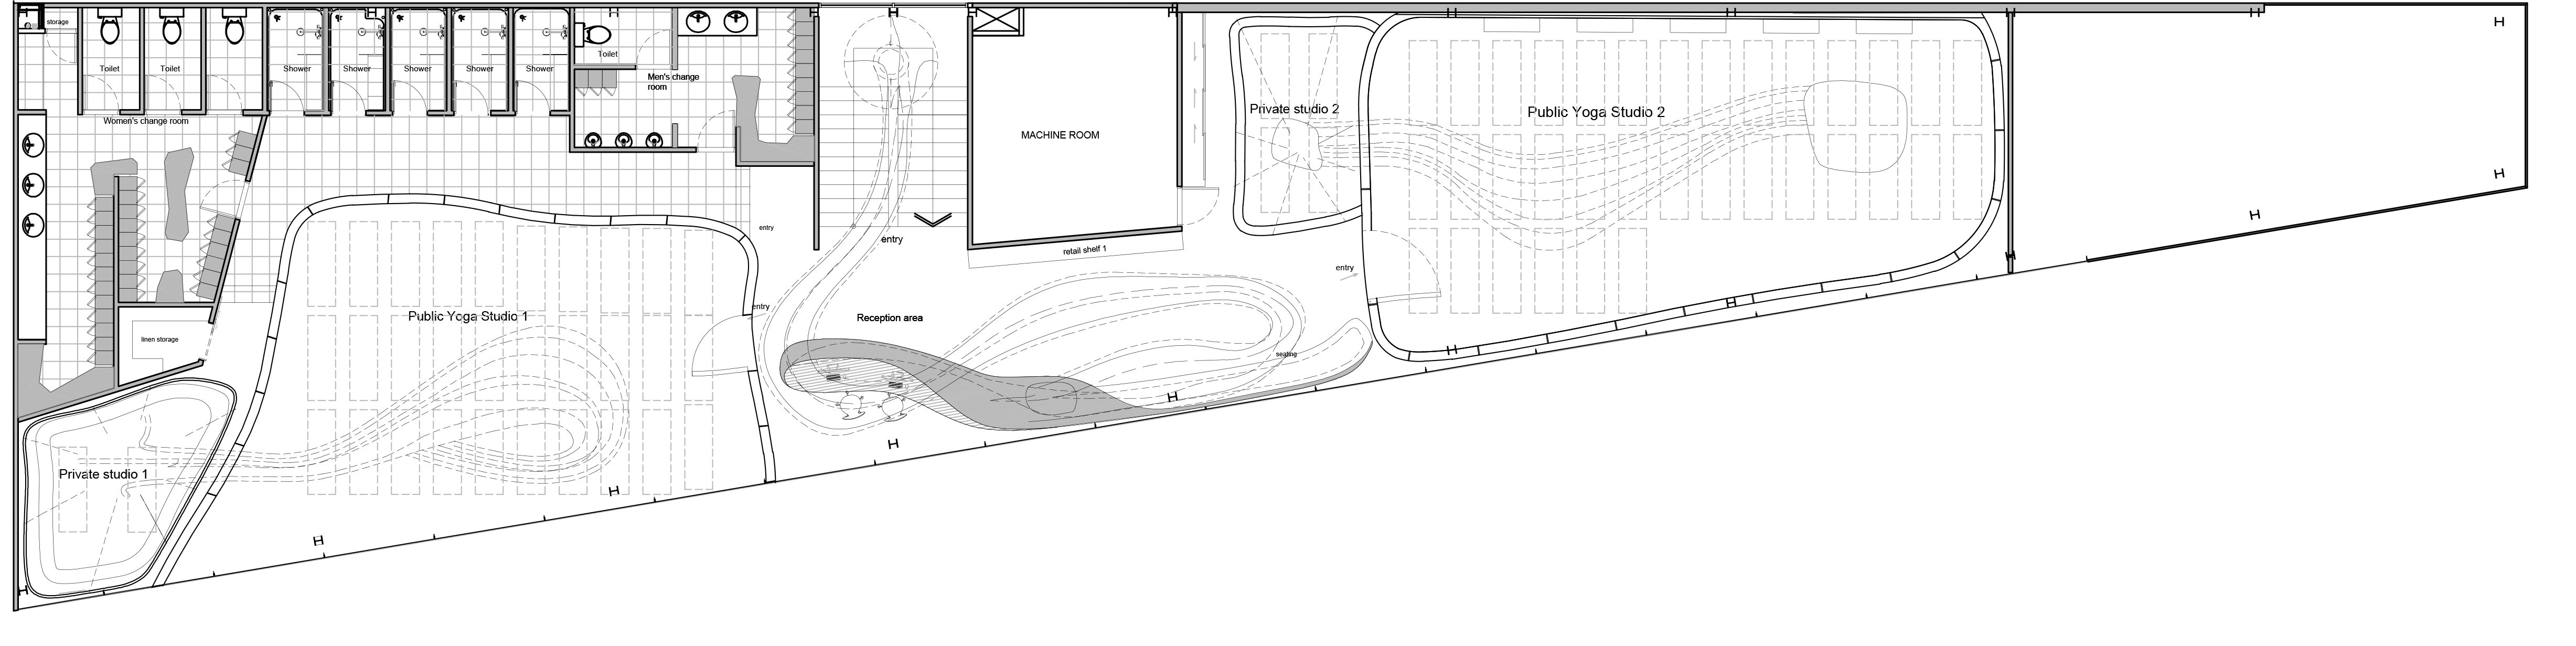 storage
Toilet
Toilet
Shower
Shower
Shower
Shower
Shower
Toilet
Men's change
room
Women's change room
MACHINE ROOM
Private studio 2
Public Yoga Studio 2
entry
entry
retail shelf 1
entry
entry
Public Yoga Studio 1
Reception area
linen storage
seating
Private studio 1